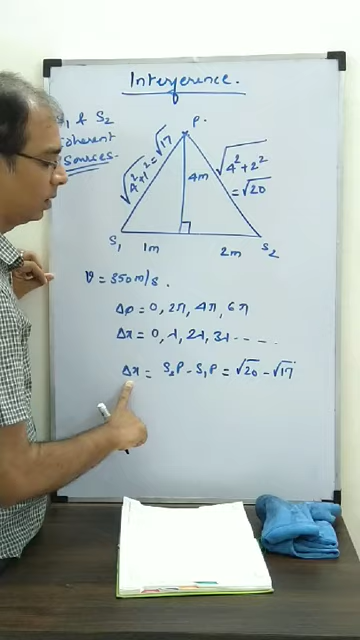 Interference.
S₁ & S₂
coherent
sources.
P.
√4²+1² = √17
√4²+2²
= √20
4m
S₁ 1m 2m S₂
v = 350 m/s.
Δφ = 0, 2π, 4π, 6π
Δx = 0, λ, 2λ, 3λ - - - -
Δx = S₂P - S₁P = √20 - √17